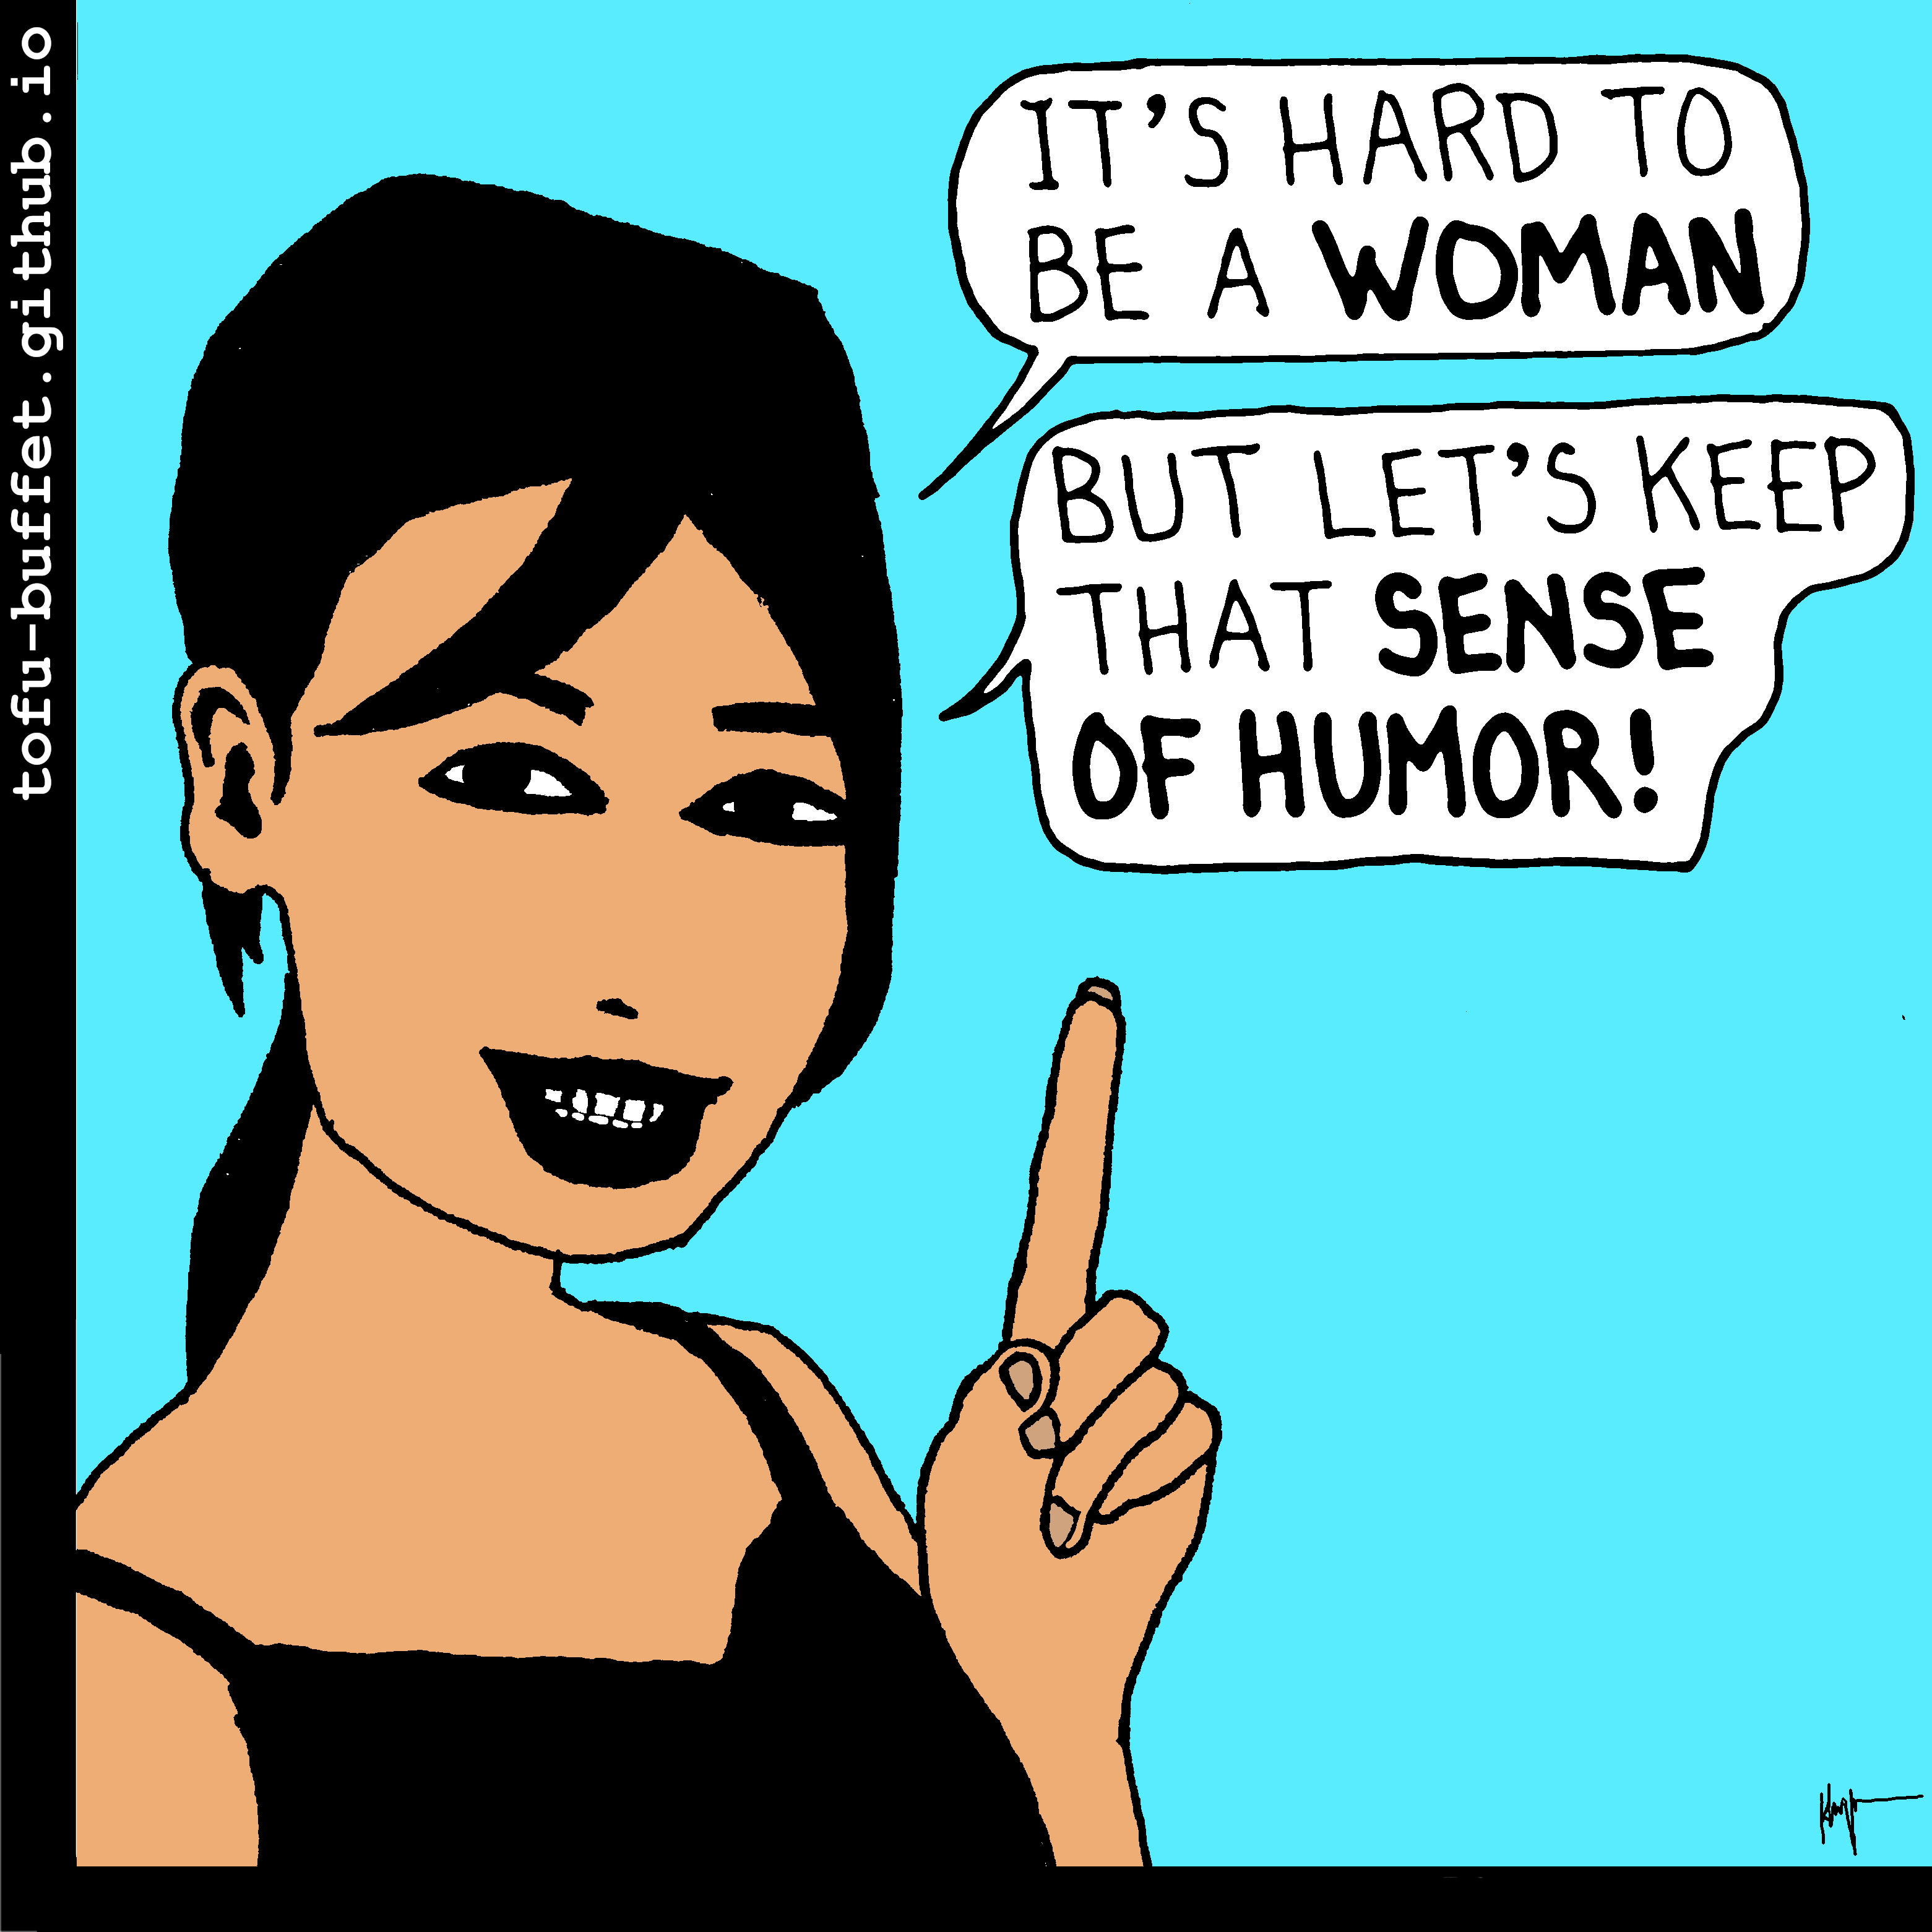 tofu-buffet.github.io
IT'S HARD TO
BE A WOMAN
BUT LET'S KEEP
THAT SENSE
OF HUMOR!